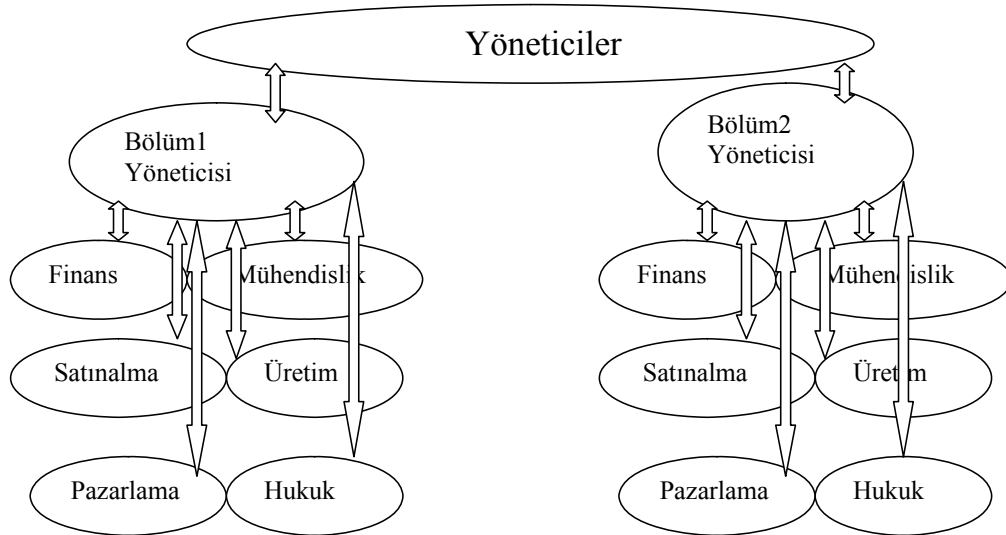 Yöneticiler
Bölüm1
Yöneticisi
Bölüm2
Yöneticisi
Finans
Mühendislik
Finans
Mühendislik
Satınalma
Üretim
Satınalma
Üretim
Pazarlama
Hukuk
Pazarlama
Hukuk